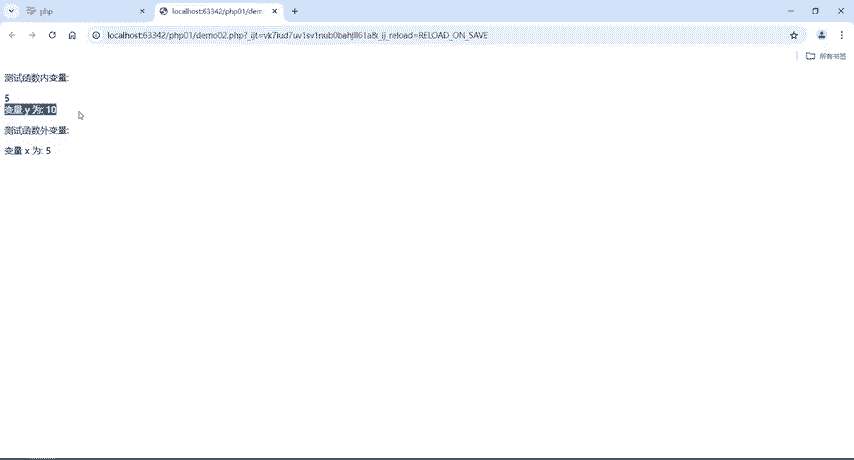 php
localhost:63342/php01/dem
localhost:63342/php01/demo02.php?_ijt=vk7iud7uv1sv1nub0bahjlll61a&_ij_reload=RELOAD_ON_SAVE
所有书签
测试函数内变量:
5
变量 y 为: 10
测试函数外变量:
变量 x 为: 5